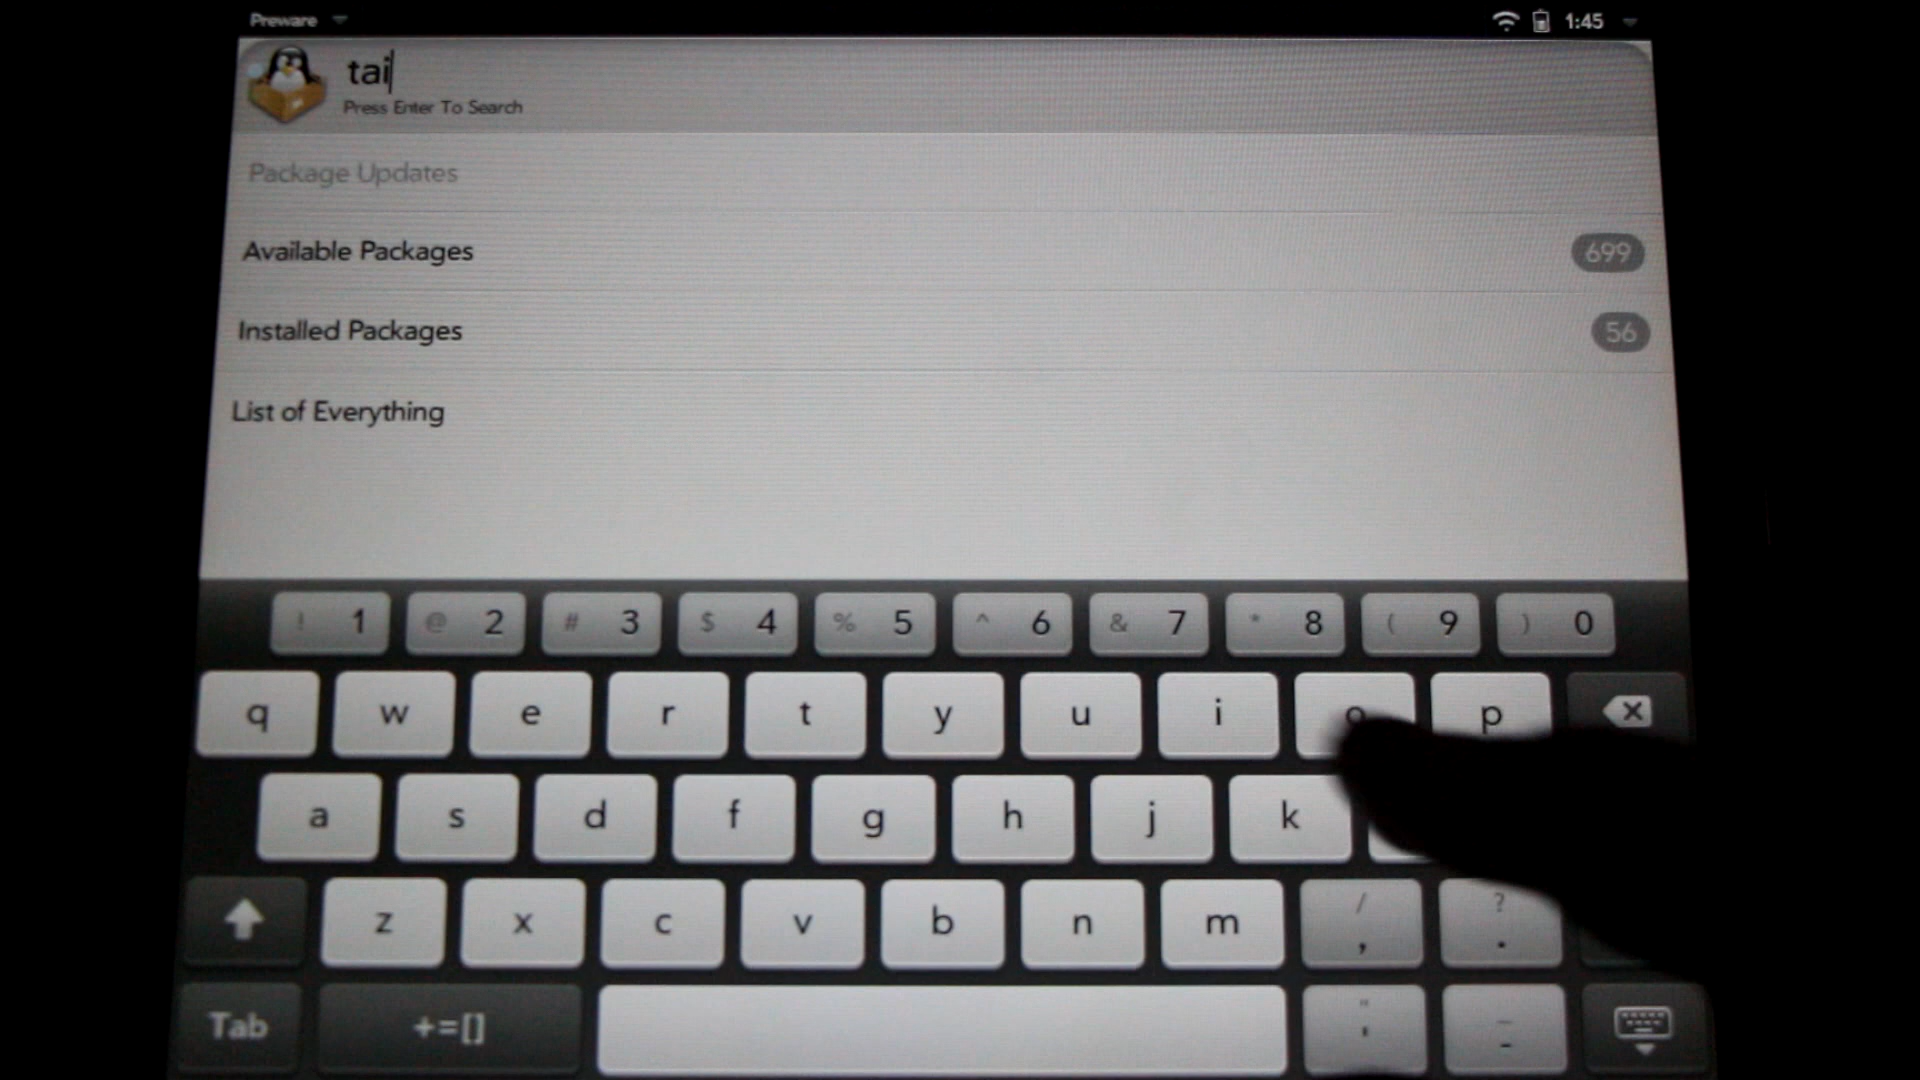 Preware
1:45
tai
Press Enter To Search
Package Updates
Available Packages 699
Installed Packages 56
List of Everything
! 1 @ 2 # 3 $ 4 % 5 ^ 6 & 7 * 8 ( 9 ) 0
q w e r t y u i o p
a s d f g h j k
z x c v b n m / , ? .
Tab +=[] " ' _ -